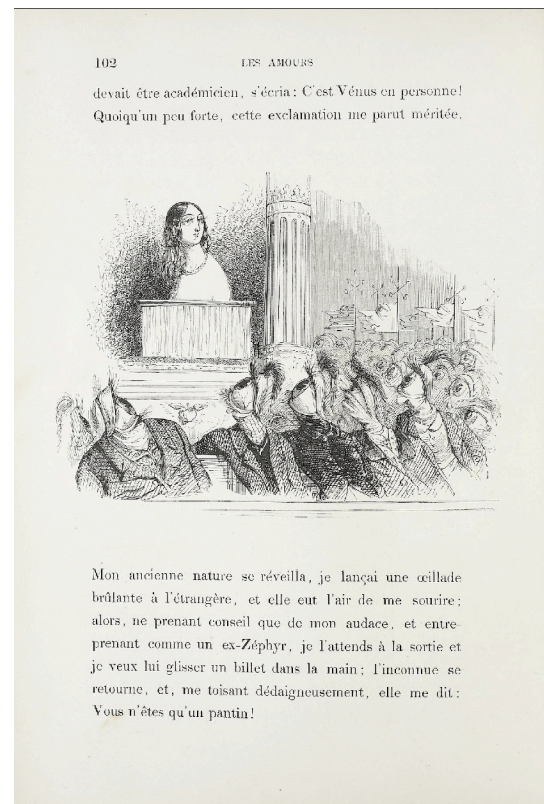 102
LES AMOURS
devait être académicien, s'écria : C'est Vénus en personne!
Quoiqu'un peu forte, cette exclamation me parut méritée.
Mon ancienne nature se réveilla, je lançai une œillade
brûlante à l'étrangère, et elle eut l'air de me sourire;
alors, ne prenant conseil que de mon audace, et entre-
prenant comme un ex-Zéphyr, je l'attends à la sortie et
je veux lui glisser un billet dans la main; l'inconnue se
retourne, et, me toisant dédaigneusement, elle me dit :
Vous n'êtes qu'un pantin!